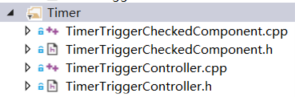 Timer
TimerTriggerCheckedComponent.cpp
TimerTriggerCheckedComponent.h
TimerTriggerController.cpp
TimerTriggerController.h